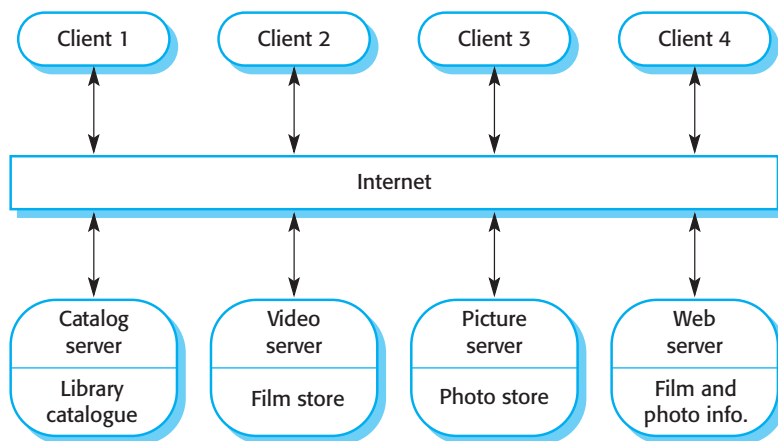 Client 1
Client 2
Client 3
Client 4
Internet
Catalog
server
Library
catalogue
Video
server
Film store
Picture
server
Photo store
Web
server
Film and
photo info.